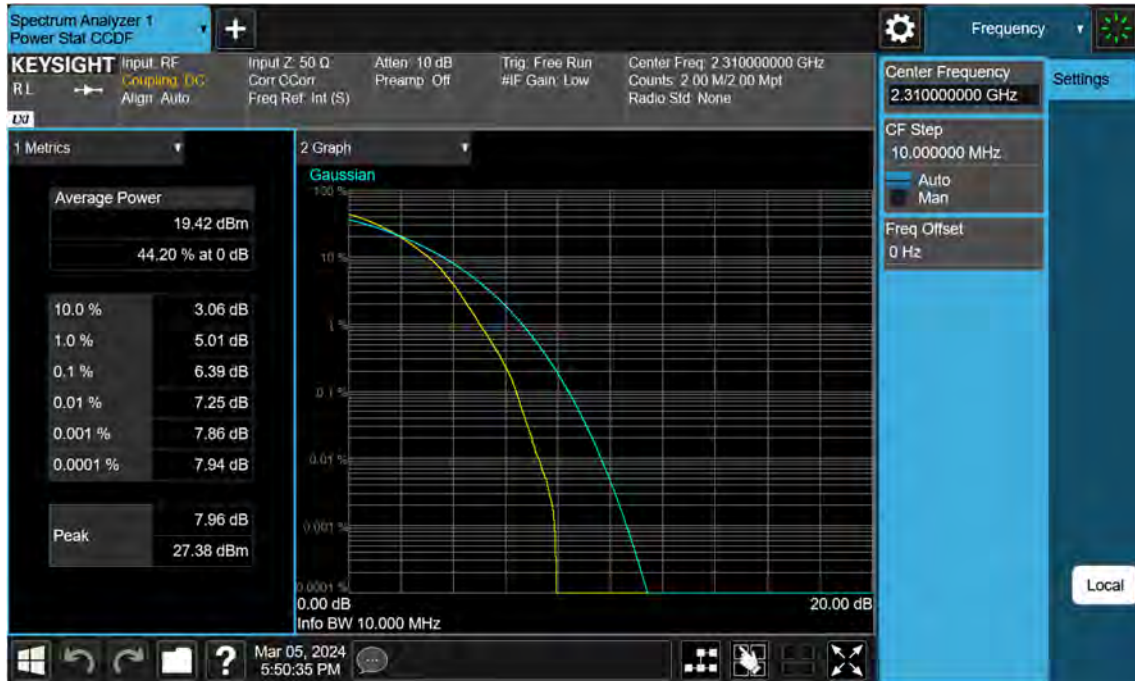 Spectrum Analyzer 1
Power Stat CCDF
+
Frequency
KEYSIGHT
RL
LXI
Input: RF
Coupling: DC
Align: Auto
Input Z: 50 Ω
Corr CCorr
Freq Ref: Int (S)
Atten: 10 dB
Preamp: Off
Trig: Free Run
#IF Gain: Low
Center Freq: 2.310000000 GHz
Counts: 2.00 M/2.00 Mpt
Radio Std: None
Center Frequency
2.310000000 GHz
Settings
CF Step
10.000000 MHz
Auto
Man
Freq Offset
0 Hz
1 Metrics
Average Power
19.42 dBm
44.20 % at 0 dB
10.0 % 3.06 dB
1.0 % 5.01 dB
0.1 % 6.39 dB
0.01 % 7.25 dB
0.001 % 7.86 dB
0.0001 % 7.94 dB
Peak
7.96 dB
27.38 dBm
2 Graph
Gaussian
100 %
10 %
1 %
0.1 %
0.01 %
0.001 %
0.0001 %
0.00 dB 20.00 dB
Info BW 10.000 MHz
Local
?
Mar 05, 2024
5:50:35 PM